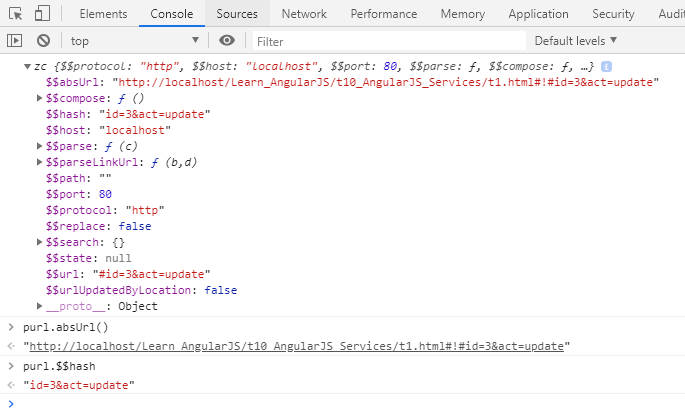 Elements Console Sources Network Performance Memory Application Security Audit
top Filter Default levels
zc {$$protocol: "http", $$host: "localhost", $$port: 80, $$parse: ƒ, $$compose: ƒ, …}
$$absUrl: "http://localhost/Learn_AngularJS/t10_AngularJS_Services/t1.html#!#id=3&act=update"
$$compose: ƒ ()
$$hash: "id=3&act=update"
$$host: "localhost"
$$parse: ƒ (c)
$$parseLinkUrl: ƒ (b,d)
$$path: ""
$$port: 80
$$protocol: "http"
$$replace: false
$$search: {}
$$state: null
$$url: "#id=3&act=update"
$$urlUpdatedByLocation: false
__proto__: Object
purl.absUrl()
"http://localhost/Learn_AngularJS/t10_AngularJS_Services/t1.html#!#id=3&act=update"
purl.$$hash
"id=3&act=update"